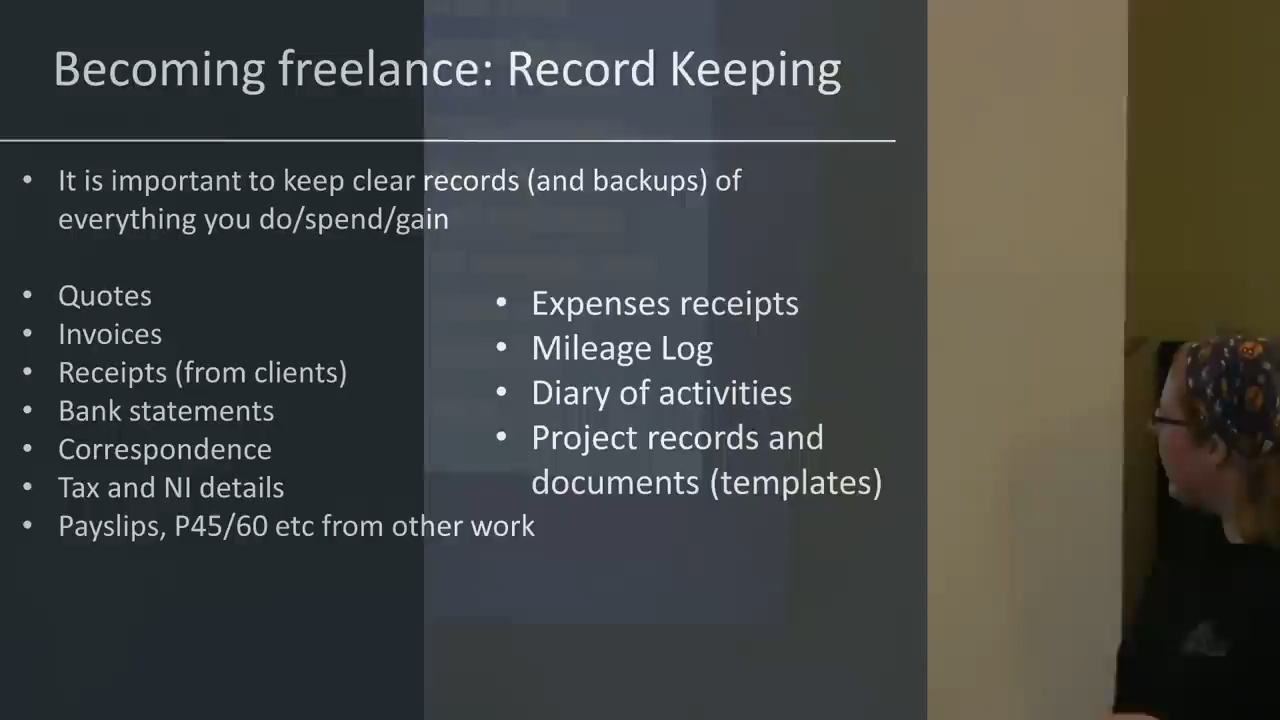 Becoming freelance: Record Keeping
• It is important to keep clear records (and backups) of
everything you do/spend/gain
• Quotes
• Invoices
• Receipts (from clients)
• Bank statements
• Correspondence
• Tax and NI details
• Payslips, P45/60 etc from other work
• Expenses receipts
• Mileage Log
• Diary of activities
• Project records and
documents (templates)